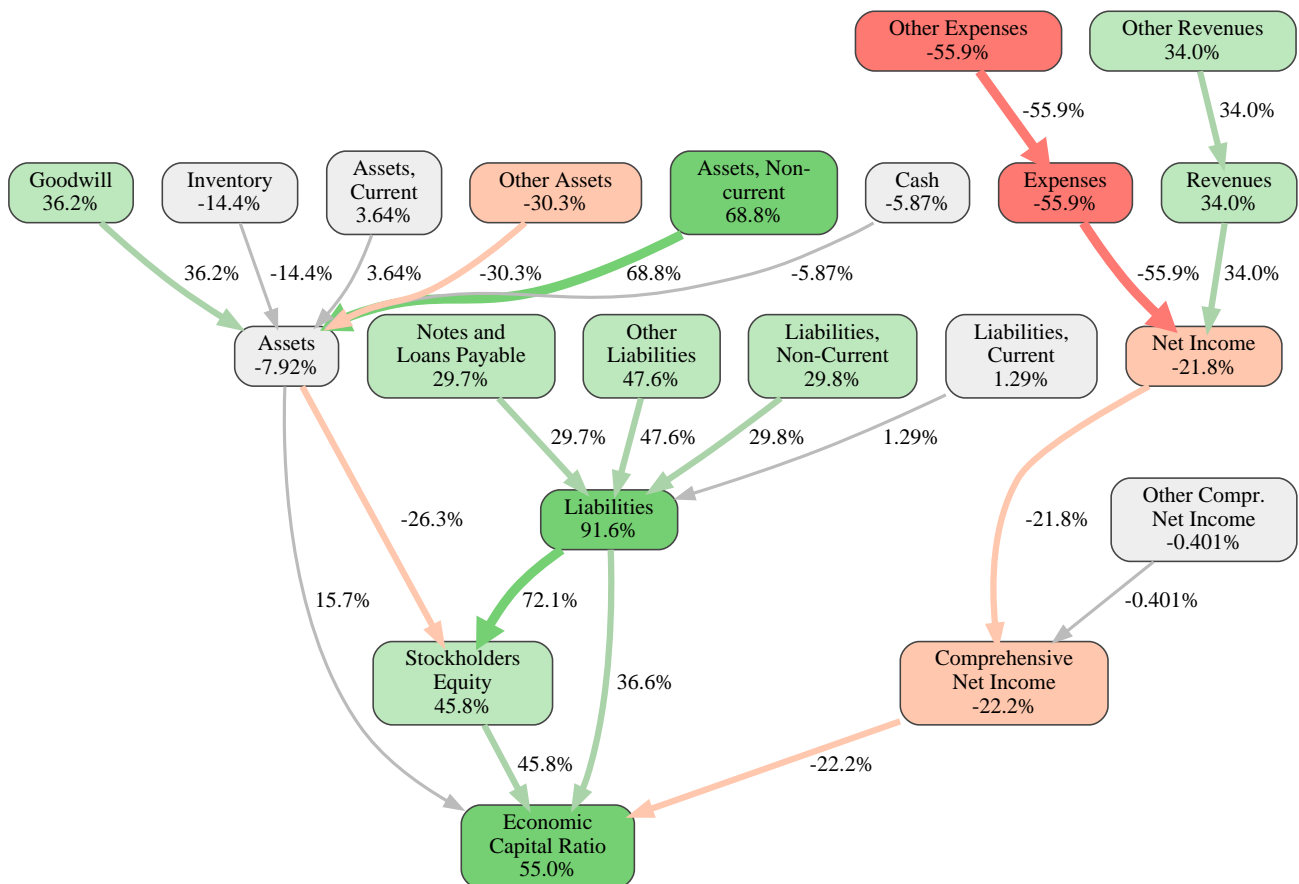 Other Expenses
-55.9%
Other Revenues
34.0%
-55.9%
34.0%
Goodwill
36.2%
Inventory
-14.4%
Assets,
Current
3.64%
Other Assets
-30.3%
Assets, Non-
current
68.8%
Cash
-5.87%
Expenses
-55.9%
Revenues
34.0%
36.2%
-14.4%
3.64%
-30.3%
68.8%
-5.87%
-55.9%
34.0%
Assets
-7.92%
Notes and
Loans Payable
29.7%
Other
Liabilities
47.6%
Liabilities,
Non-Current
29.8%
Liabilities,
Current
1.29%
Net Income
-21.8%
29.7%
47.6%
29.8%
1.29%
Liabilities
91.6%
-26.3%
-21.8%
Other Compr.
Net Income
-0.401%
15.7%
72.1%
-0.401%
Stockholders
Equity
45.8%
36.6%
Comprehensive
Net Income
-22.2%
45.8%
-22.2%
Economic
Capital Ratio
55.0%